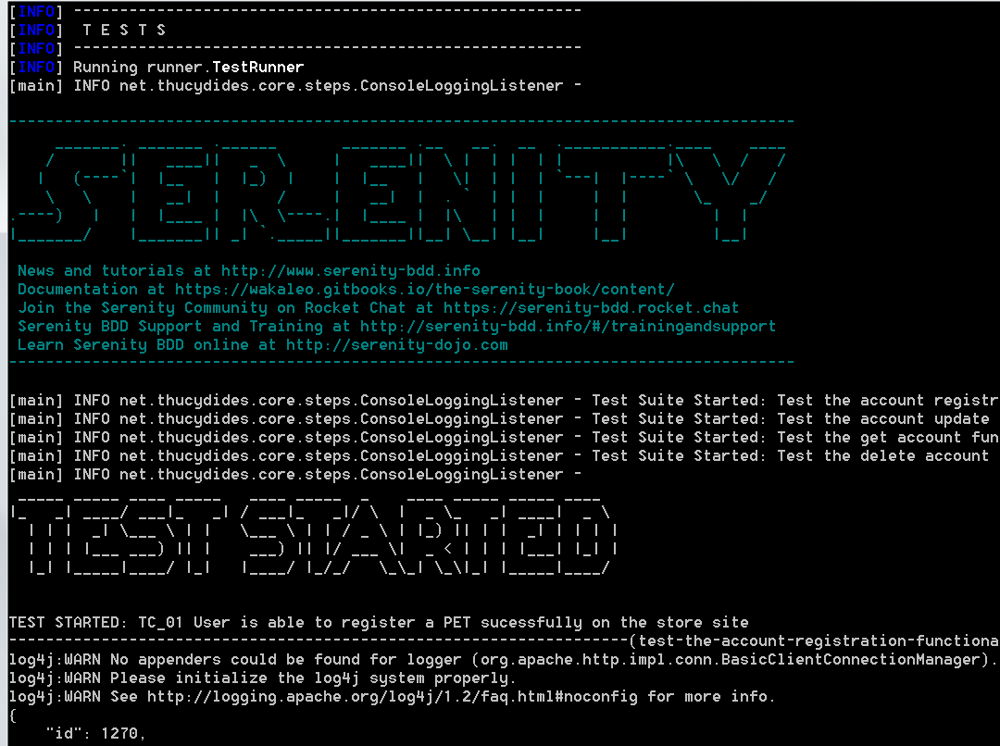 [INFO] -------------------------------------------------------
[INFO]  T E S T S
[INFO] -------------------------------------------------------
[INFO] Running runner.TestRunner
[main] INFO net.thucydides.core.steps.ConsoleLoggingListener -
-------------------------------------------------------------------------------------
SERENITY
News and tutorials at http://www.serenity-bdd.info
Documentation at https://wakaleo.gitbooks.io/the-serenity-book/content/
Join the Serenity Community on Rocket Chat at https://serenity-bdd.rocket.chat
Serenity BDD Support and Training at http://serenity-bdd.info/#/trainingandsupport
Learn Serenity BDD online at http://serenity-dojo.com
-------------------------------------------------------------------------------------
[main] INFO net.thucydides.core.steps.ConsoleLoggingListener - Test Suite Started: Test the account registr
[main] INFO net.thucydides.core.steps.ConsoleLoggingListener - Test Suite Started: Test the account update
[main] INFO net.thucydides.core.steps.ConsoleLoggingListener - Test Suite Started: Test the get account fun
[main] INFO net.thucydides.core.steps.ConsoleLoggingListener - Test Suite Started: Test the delete account
[main] INFO net.thucydides.core.steps.ConsoleLoggingListener -
TEST STARTED
TEST STARTED: TC_01 User is able to register a PET sucessfully on the store site
-------------------------------------------------------------------(test-the-account-registration-functiona
log4j:WARN No appenders could be found for logger (org.apache.http.impl.conn.BasicClientConnectionManager).
log4j:WARN Please initialize the log4j system properly.
log4j:WARN See http://logging.apache.org/log4j/1.2/faq.html#noconfig for more info.
{
    "id": 1270,